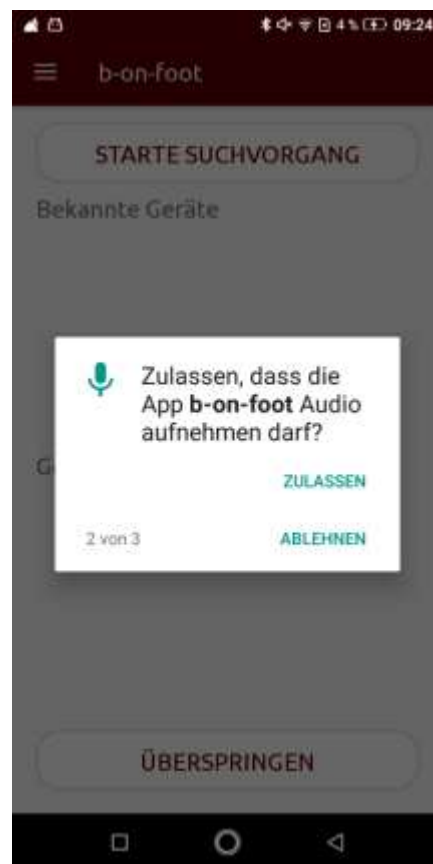 4 % 09:24
b-on-foot
STARTE SUCHVORGANG
Bekannte Geräte
Zulassen, dass die
App b-on-foot Audio
aufnehmen darf?
G
ZULASSEN
2 von 3
ABLEHNEN
ÜBERSPRINGEN